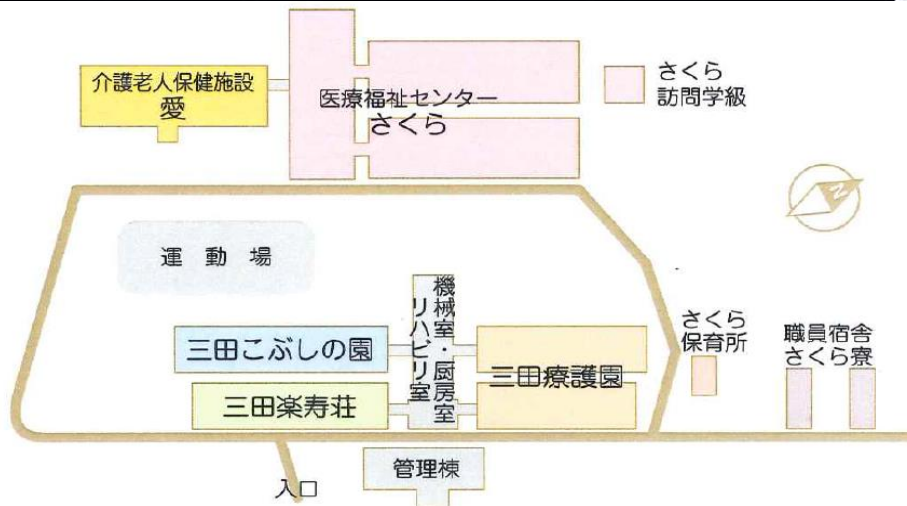 介護老人保健施設
愛
医療福祉センター
さくら
さくら
訪問学級
Z
運動場
機械室・厨房室
リハビリ室
三田こぶしの園
三田楽寿荘
三田療護園
さくら
保育所
職員宿舎
さくら寮
管理棟
入口